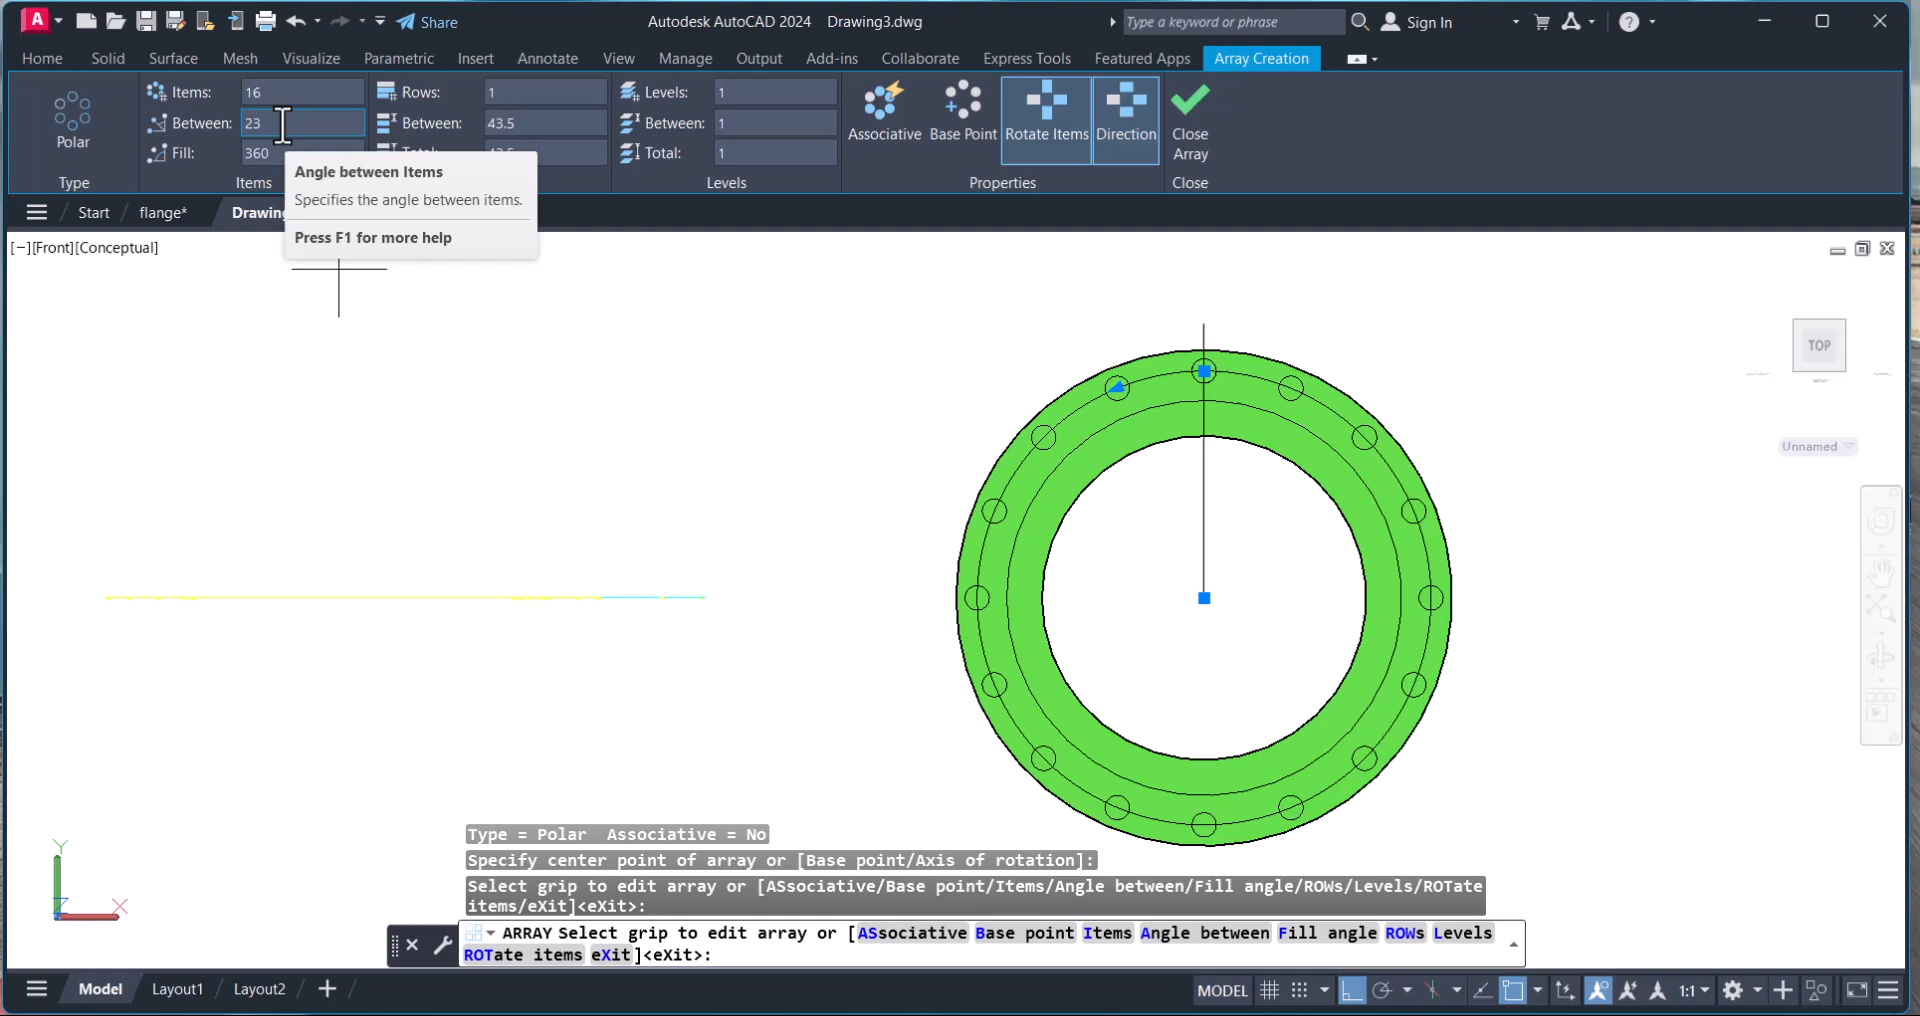 A Share Autodesk AutoCAD 2024 Drawing3.dwg Type a keyword or phrase Sign In
Home Solid Surface Mesh Visualize Parametric Insert Annotate View Manage Output Add-ins Collaborate Express Tools Featured Apps Array Creation
Items: 16 Rows: 1 Levels: 1
Between: 23 Between: 43.5 Between: 1
Polar Associative Base Point Rotate Items Direction Close
Array
Fill: 360 Total: 43.5 Total: 1
Type Items Levels Properties Close
Angle between Items
Specifies the angle between items.
Press F1 for more help
Start flange* Drawing
[−][Front][Conceptual]
TOP
Unnamed
Type = Polar Associative = No
Specify center point of array or [Base point/Axis of rotation]:
Select grip to edit array or [ASsociative/Base point/Items/Angle between/Fill angle/ROWs/Levels/ROTate
items/eXit]<eXit>:
ARRAY Select grip to edit array or [ASsociative Base point Items Angle between Fill angle ROWs Levels
ROTate items eXit]<eXit>:
Y
X
Z
Model Layout1 Layout2 MODEL 1:1